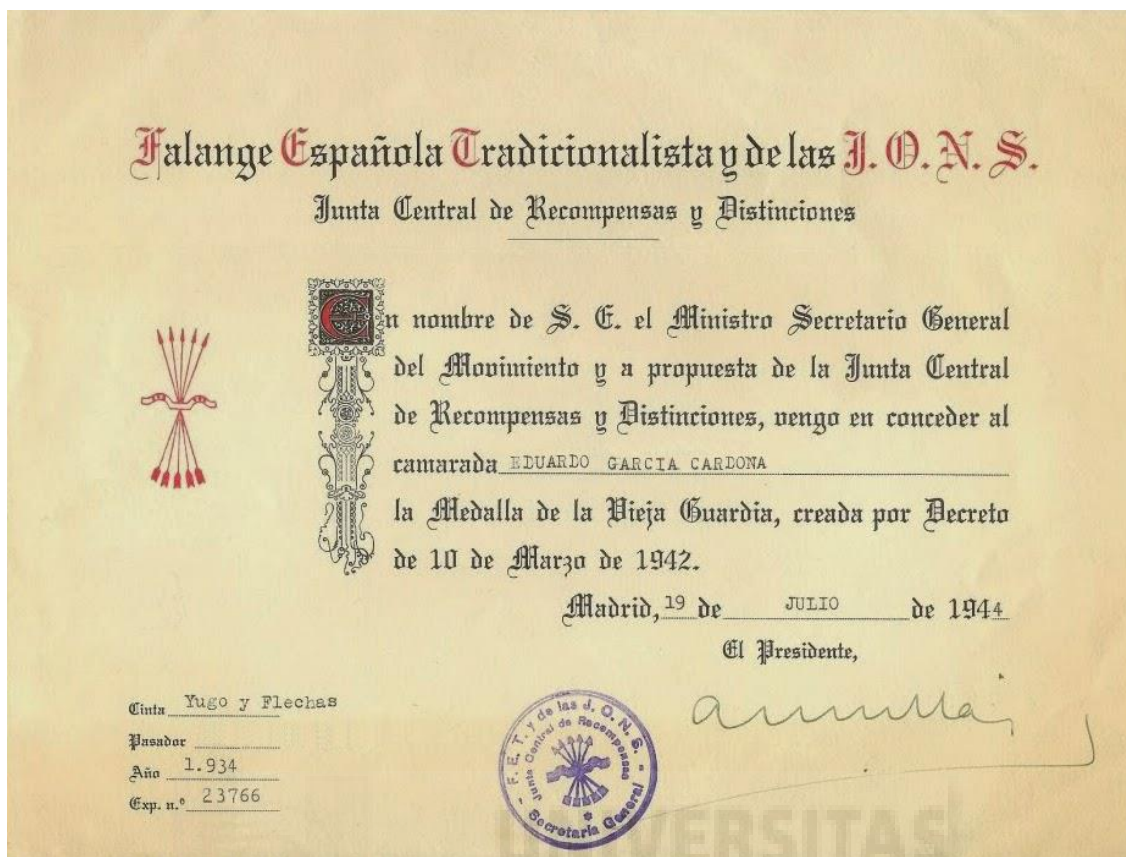 Falange Española Tradicionalista y de las J. O. N. S.
Junta Central de Recompensas y Distinciones
En nombre de S. E. el Ministro Secretario General
del Movimiento y a propuesta de la Junta Central
de Recompensas y Distinciones, vengo en conceder al
camarada EDUARDO GARCIA CARDONA
la Medalla de la Vieja Guardia, creada por Decreto
de 10 de Marzo de 1942.
Madrid, 19 de JULIO de 1944
El Presidente,
Cinta Yugo y Flechas
Pasador
Año 1.934
Exp. n.º 23766
- F. E. T. y de las J. O. N. S. -
Junta Central de Recompensas
Secretaría General
UNIVERSITAS